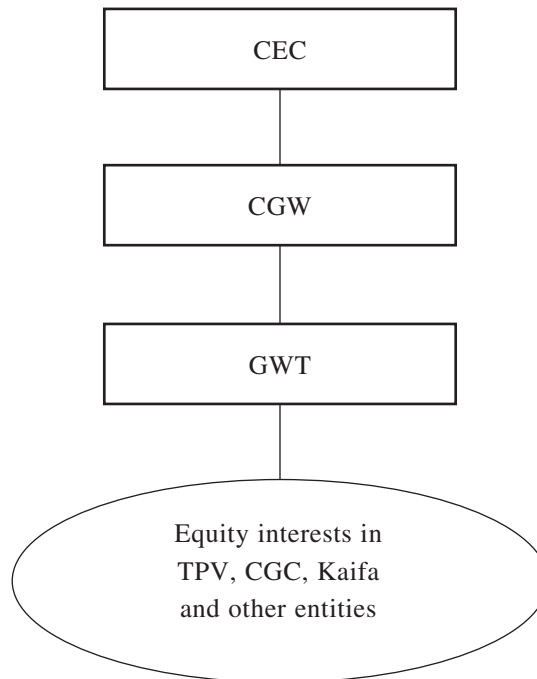 CEC
CGW
GWT
Equity interests in
TPV, CGC, Kaifa
and other entities